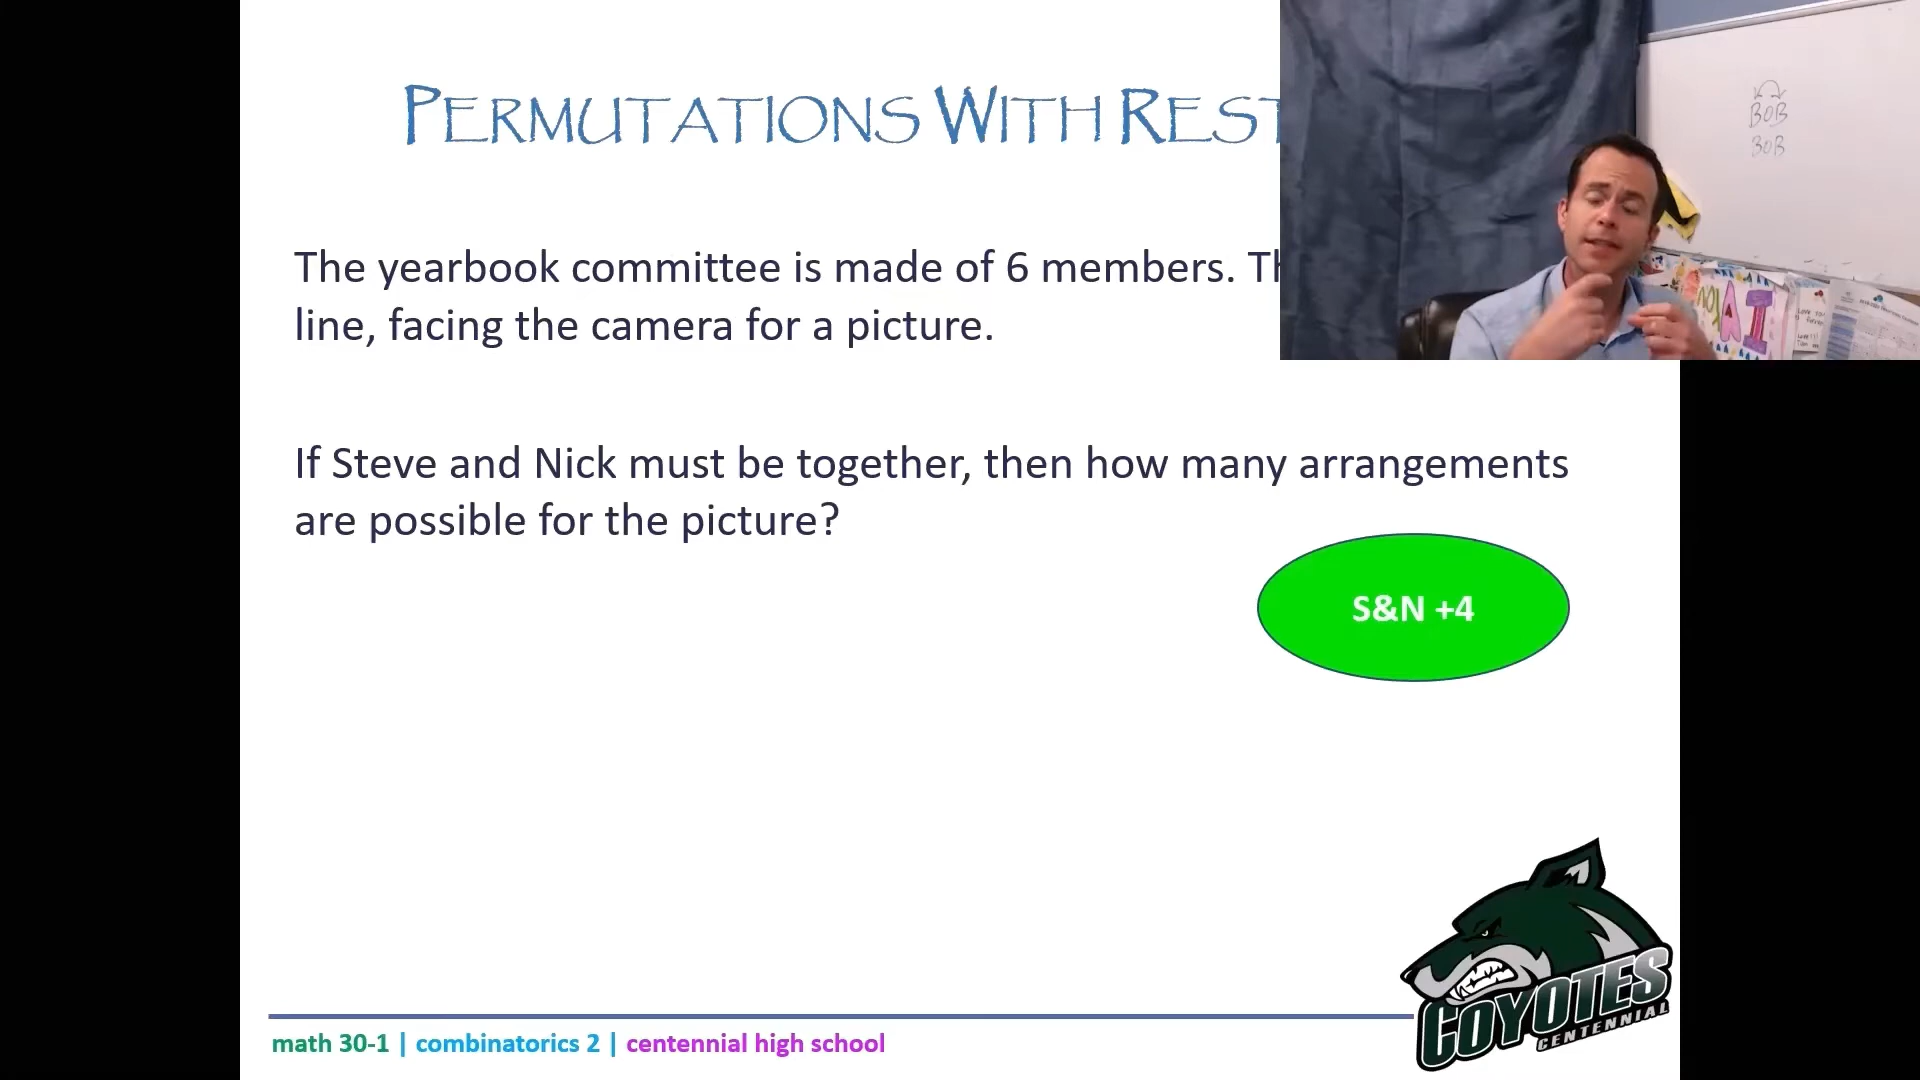 PERMUTATIONS WITH REST
The yearbook committee is made of 6 members. Th
line, facing the camera for a picture.
If Steve and Nick must be together, then how many arrangements
are possible for the picture?
S&N +4
BOB
BOB
COYOTES
CENTENNIAL
math 30-1 | combinatorics 2 | centennial high school